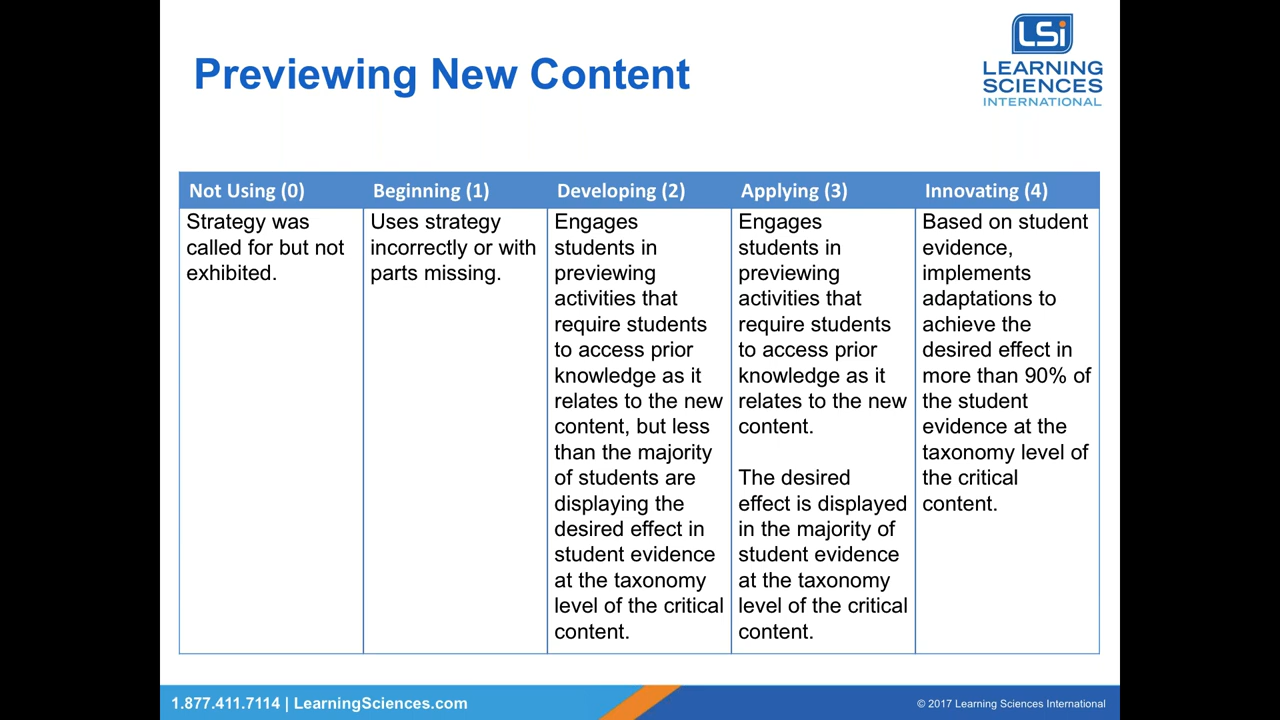 Previewing New Content
LSi
LEARNING
SCIENCES
INTERNATIONAL
Not Using (0)
Strategy was
called for but not
exhibited.
Beginning (1)
Uses strategy
incorrectly or with
parts missing.
Developing (2)
Engages
students in
previewing
activities that
require students
to access prior
knowledge as it
relates to the new
content, but less
than the majority
of students are
displaying the
desired effect in
student evidence
at the taxonomy
level of the critical
content.
Applying (3)
Engages
students in
previewing
activities that
require students
to access prior
knowledge as it
relates to the new
content.
The desired
effect is displayed
in the majority of
student evidence
at the taxonomy
level of the critical
content.
Innovating (4)
Based on student
evidence,
implements
adaptations to
achieve the
desired effect in
more than 90% of
the student
evidence at the
taxonomy level of
the critical
content.
1.877.411.7114 | LearningSciences.com
© 2017 Learning Sciences International